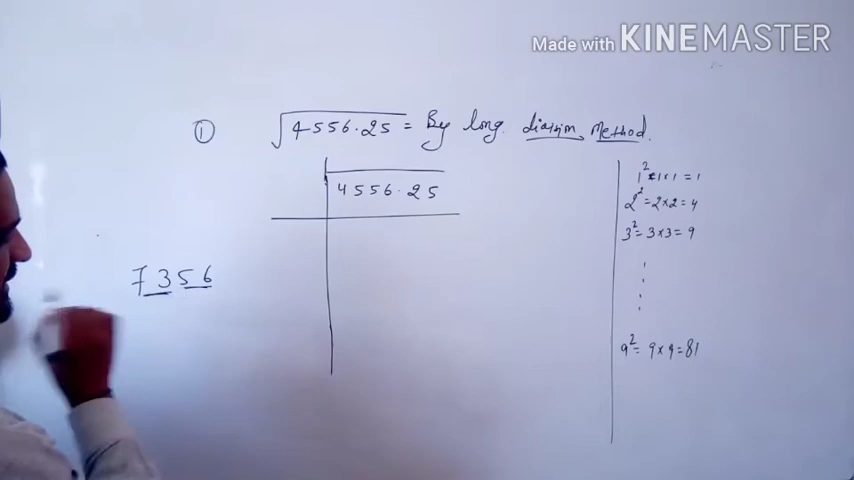 Made with KINEMASTER
① √4556.25 = By long division Method.
4556.25
7356
1² = 1×1 = 1
2² = 2×2 = 4
3² = 3×3 = 9
9² = 9×9 = 81